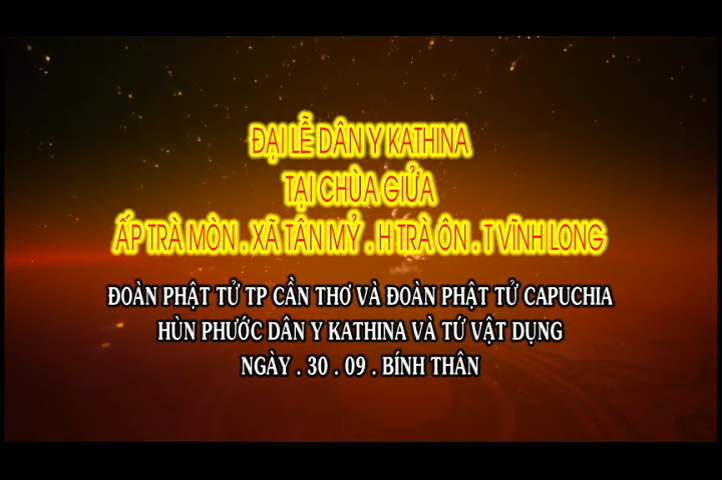 ĐẠI LỄ DÂN Y KATHINA
TẠI CHÙA GIỬA
ẤP TRÀ MÒN . XÃ TÂN MỶ . H TRÀ ÔN . T VĨNH LONG
ĐOÀN PHẬT TỬ TP CẦN THƠ VÀ ĐOÀN PHẬT TỬ CAPUCHIA
HÙN PHƯỚC DÂN Y KATHINA VÀ TỨ VẬT DỤNG
NGÀY . 30 . 09 . BÍNH THÂN